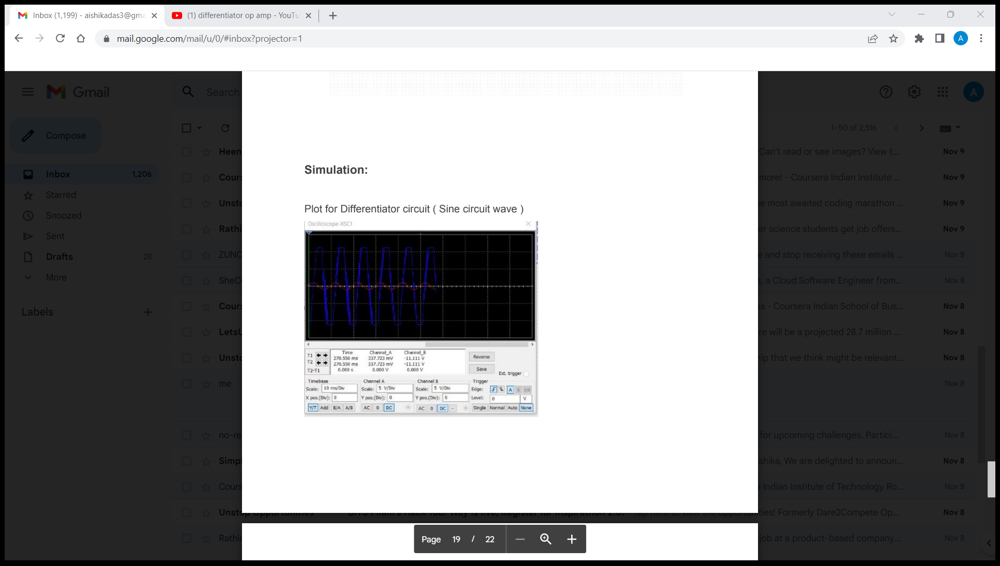 Inbox (1,199) - aishikadas3@gma
(1) differentiator op amp - YouTu
mail.google.com/mail/u/0/#inbox?projector=1
A
Gmail
Search
A
Compose
1–50 of 2,516
Inbox 1,206
Starred
Snoozed
Sent
Drafts 28
More
Labels
Heen Can't read or see images? View t... Nov 9
Cours more! - Coursera Indian Institute ... Nov 9
Unsto e most awaited coding marathon ... Nov 9
Rathi er science students get job offers... Nov 9
ZUNO e and stop receiving these emails ... Nov 8
SheCo , a Cloud Software Engineer from... Nov 8
Cours ss - Coursera Indian School of Bus... Nov 8
LetsU re will be a projected 28.7 million ... Nov 8
Unsto ip that we think might be relevant... Nov 8
me Nov 8
no-re for upcoming challenges. Partici... Nov 8
Simpl shika, We are delighted to announ... Nov 8
Cours Indian Institute of Technology Ro... Nov 8
Unstop Opportunities BITS Pilani's Hack Your Way is live, Register for Inspirathon 2.0! Tap here to view the opportunities! Formerly Dare2Compete Op... Nov 8
Rathi job at a product-based company... Nov 8
Simulation:
Plot for Differentiator circuit ( Sine circuit wave )
Oscilloscope-XSC1
Time Channel_A Channel_B
T1 270.550 ms 337.723 mV -11.111 V
T2 270.550 ms 337.723 mV -11.111 V
T2-T1 0.000 s 0.000 V 0.000 V
Reverse
Save
Ext. trigger
Timebase Channel A Channel B Trigger
Scale: 10 ms/Div Scale: 5 V/Div Scale: 5 V/Div Edge: A B Ext
X pos.(Div): 0 Y pos.(Div): 0 Y pos.(Div): 0 Level: 0 V
Y/T Add B/A A/B AC 0 DC AC 0 DC - Single Normal Auto None
Page 19 / 22